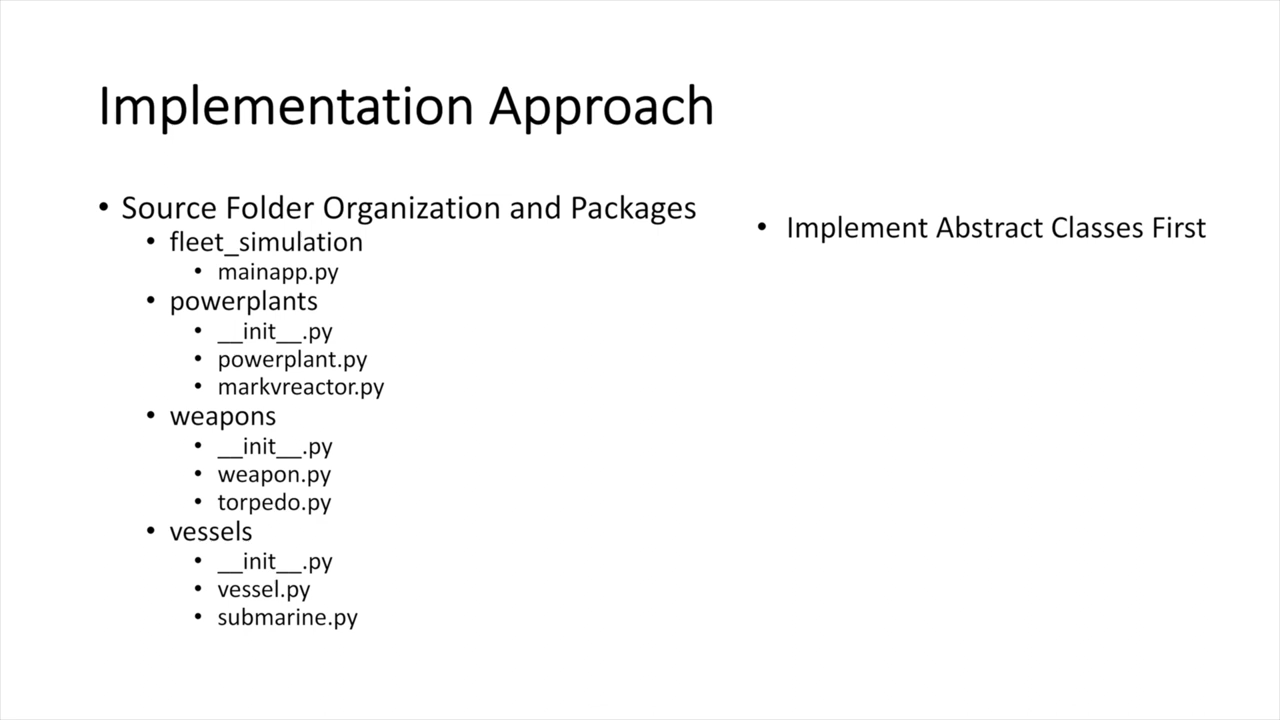 Implementation Approach
• Source Folder Organization and Packages
• fleet_simulation
• mainapp.py
• powerplants
• __init__.py
• powerplant.py
• markvreactor.py
• weapons
• __init__.py
• weapon.py
• torpedo.py
• vessels
• __init__.py
• vessel.py
• submarine.py
• Implement Abstract Classes First